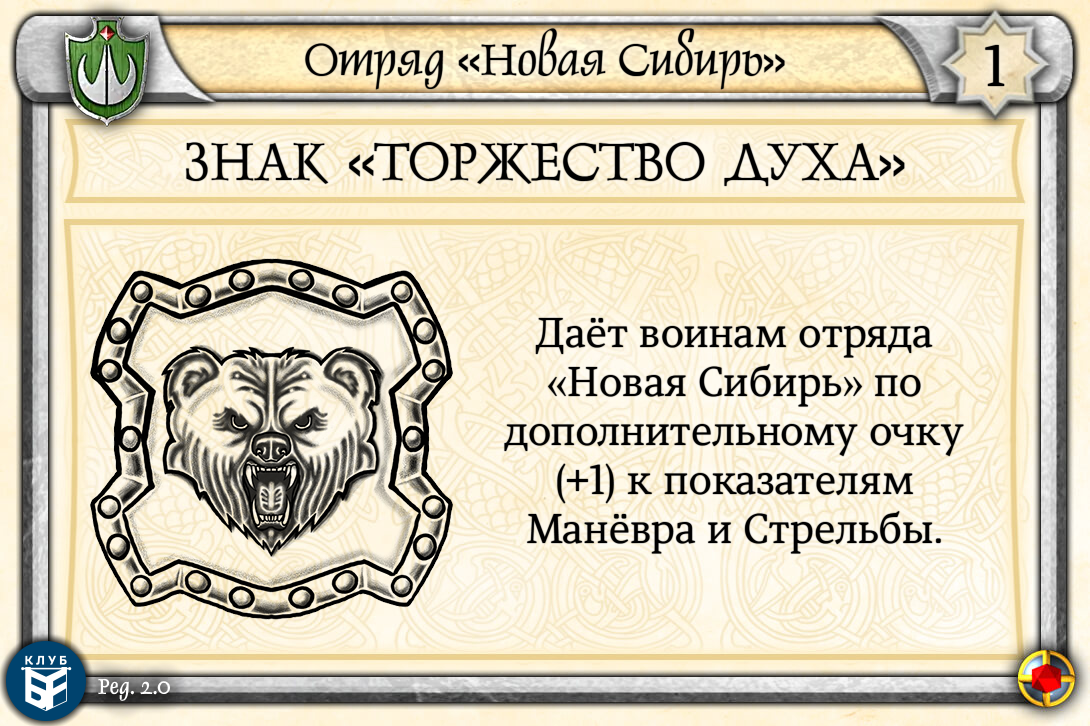 Отряд «Новая Сибирь»
1
ЗНАК «ТОРЖЕСТВО ДУХА»
Даёт воинам отряда
«Новая Сибирь» по
дополнительному очку
(+1) к показателям
Манёвра и Стрельбы.
КЛУБ
Ред. 2.0